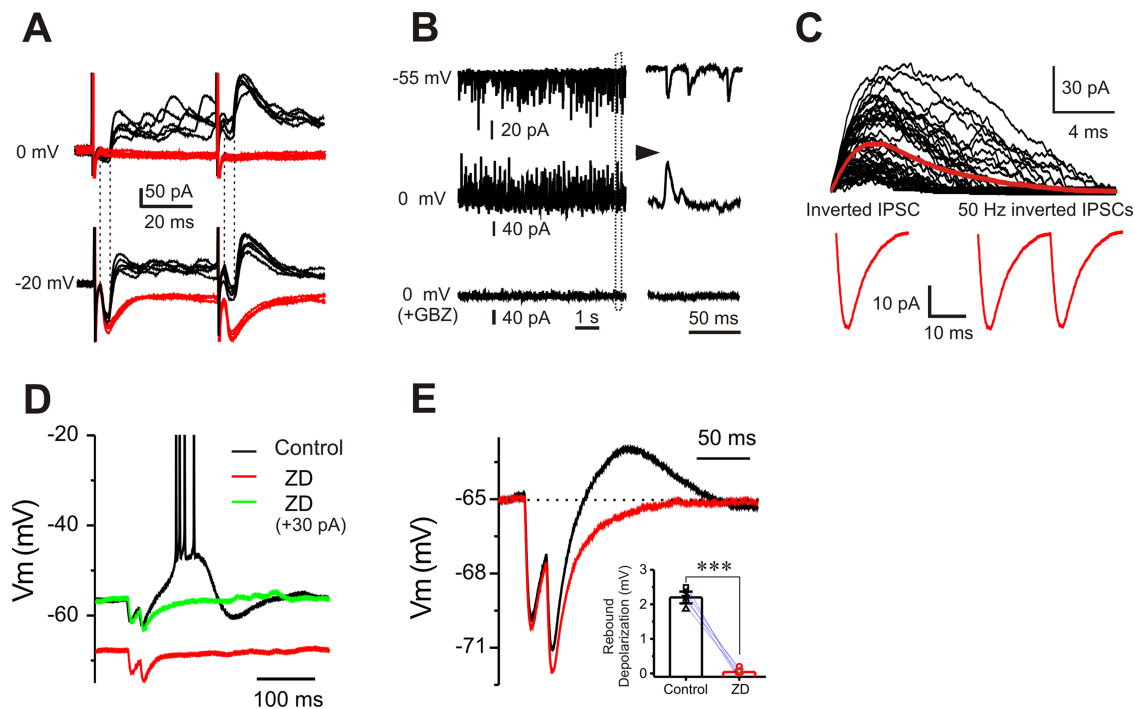 A
0 mV
50 pA
20 ms
-20 mV
B
-55 mV
20 pA
0 mV
40 pA
0 mV
(+GBZ)
40 pA
1 s
50 ms
C
30 pA
4 ms
Inverted IPSC
50 Hz inverted IPSCs
10 pA
10 ms
D
-20
-40
-60
Vm (mV)
Control
ZD
ZD
(+30 pA)
100 ms
E
50 ms
-65
-68
-71
Vm (mV)
***
3
2
1
0
Rebound
Depolarization (mV)
Control
ZD